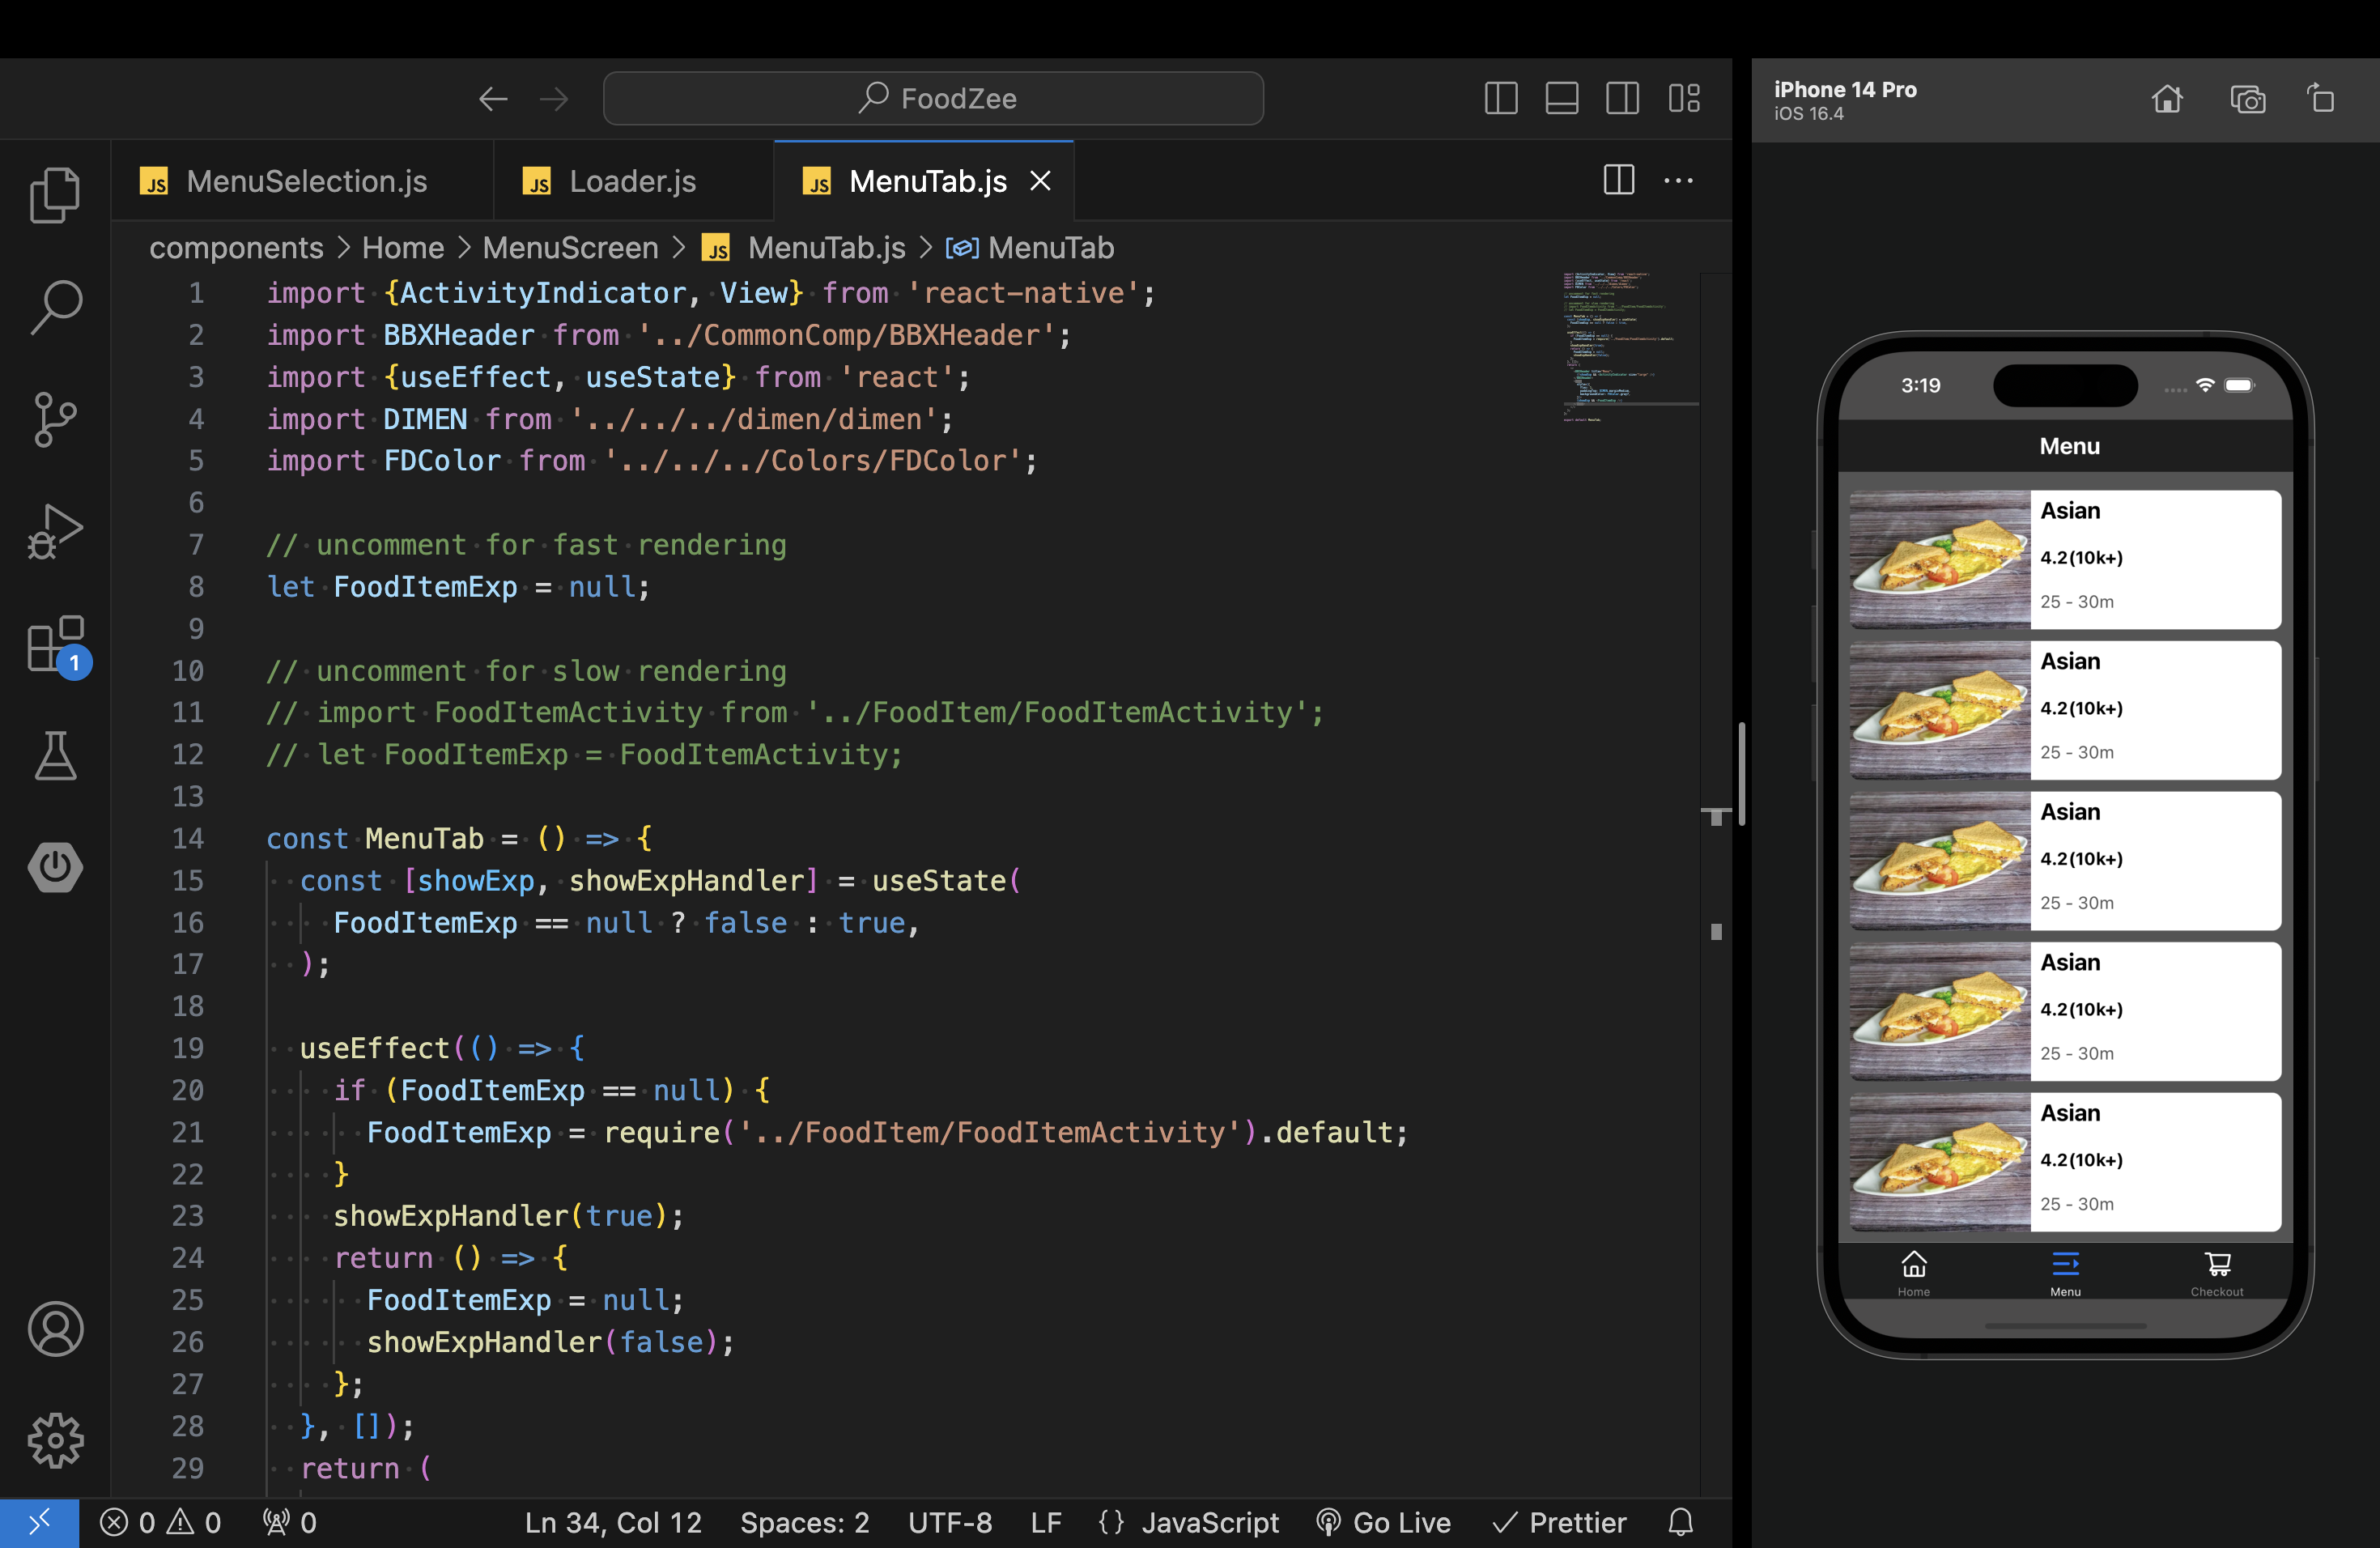 FoodZee
MenuSelection.js
Loader.js
MenuTab.js
components > Home > MenuScreen > JS MenuTab.js > MenuTab
1 import {ActivityIndicator, View} from 'react-native';
2 import BBXHeader from '../CommonComp/BBXHeader';
3 import {useEffect, useState} from 'react';
4 import DIMEN from '../../../dimen/dimen';
5 import FDColor from '../../../Colors/FDColor';
6
7 // uncomment for fast rendering
8 let FoodItemExp = null;
9
10 // uncomment for slow rendering
11 // import FoodItemActivity from '../FoodItem/FoodItemActivity';
12 // let FoodItemExp = FoodItemActivity;
13
14 const MenuTab = () => {
15 const [showExp, showExpHandler] = useState(
16 FoodItemExp == null ? false : true,
17 );
18
19 useEffect(() => {
20 if (FoodItemExp == null) {
21 FoodItemExp = require('../FoodItem/FoodItemActivity').default;
22 }
23 showExpHandler(true);
24 return () => {
25 FoodItemExp = null;
26 showExpHandler(false);
27 };
28 }, []);
29 return (
1
0 0 0 Ln 34, Col 12 Spaces: 2 UTF-8 LF {} JavaScript Go Live Prettier
iPhone 14 Pro
iOS 16.4
3:19
Menu
Asian
4.2(10k+)
25 - 30m
Asian
4.2(10k+)
25 - 30m
Asian
4.2(10k+)
25 - 30m
Asian
4.2(10k+)
25 - 30m
Asian
4.2(10k+)
25 - 30m
Home Menu Checkout